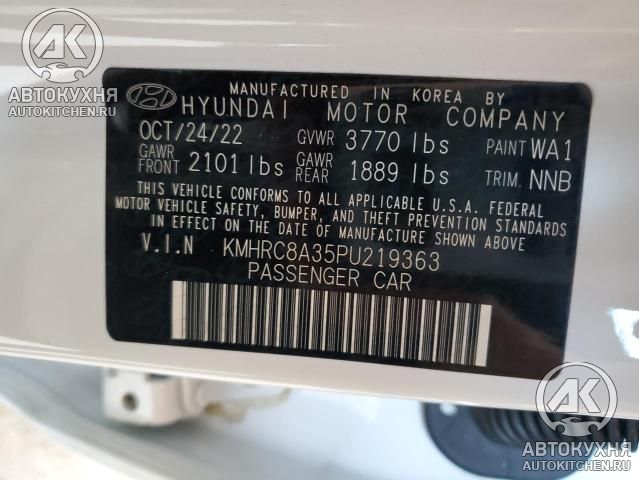 AK
АВТОКУХНЯ
AUTOKITCHEN.RU
MANUFACTURED IN KOREA BY
HYUNDAI MOTOR COMPANY
OCT/24/22 GVWR 3770 lbs PAINT WA1
GAWR FRONT 2101 lbs GAWR REAR 1889 lbs TRIM. NNB
THIS VEHICLE CONFORMS TO ALL APPLICABLE U.S.A. FEDERAL
MOTOR VEHICLE SAFETY, BUMPER, AND THEFT PREVENTION STANDARDS
IN EFFECT ON THE DATE OF MANUFACTURE SHOWN ABOVE.
V.I.N KMHRC8A35PU219363
PASSENGER CAR
AK
АВТОКУХНЯ
AUTOKITCHEN.RU